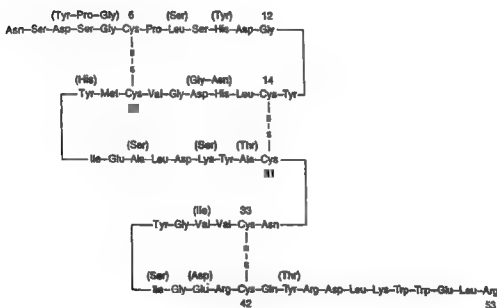 (Tyr–Pro–Gly) 6 (Ser) (Tyr) 12
Asn–Ser–Asp–Ser–Gly–Cys–Pro–Leu–Ser–His–Asp–Gly
S
S
(His) (Gly–Asn) 14
Tyr–Met–Cys–Val–Gly–Asp–His–Leu–Cys–Tyr
S
S
(Ser) (Ser) (Thr)
Ile–Glu–Ala–Leu–Asp–Lys–Tyr–Ala–Cys
31
(Ile) 33
Tyr–Gly–Val–Val–Cys–Asn
S
S
(Ser) (Asp) (Thr)
Ile–Gly–Glu–Arg–Cys–Gln–Tyr–Arg–Asp–Leu–Lys–Trp–Trp–Glu–Leu–Arg
42 53